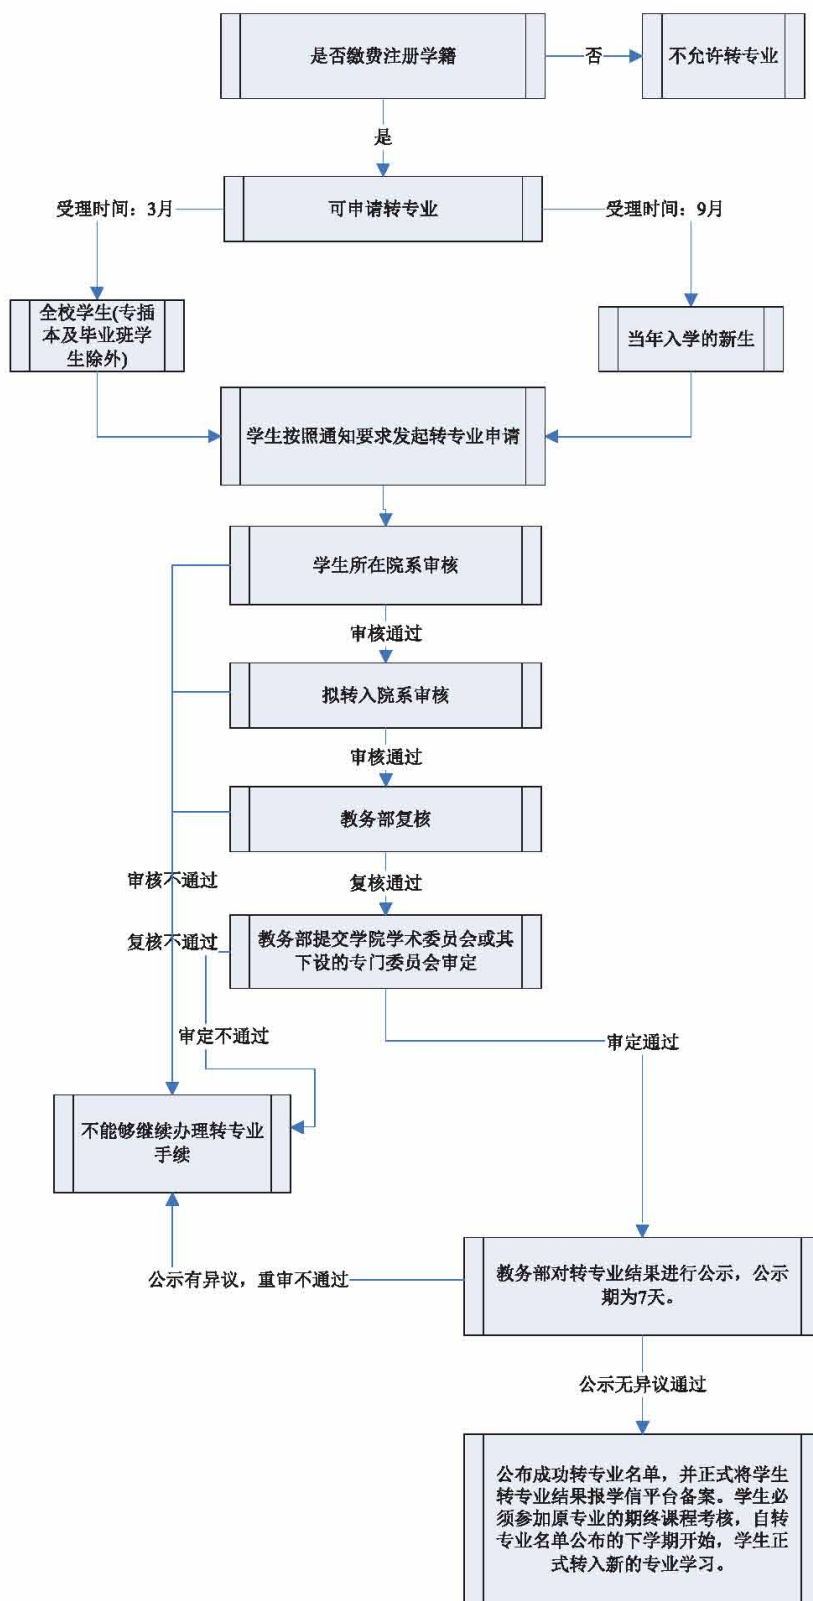 是否缴费注册学籍
否
不允许转专业
是
受理时间：3月
可申请转专业
受理时间：9月
全校学生(专插
本及毕业班学
生除外)
当年入学的新生
学生按照通知要求发起转专业申请
学生所在院系审核
审核通过
拟转入院系审核
审核通过
教务部复核
审核不通过
复核通过
复核不通过
教务部提交学院学术委员会或其
下设的专门委员会审定
审定不通过
审定通过
不能够继续办理转专业
手续
公示有异议，重审不通过
教务部对转专业结果进行公示，公示
期为7天。
公示无异议通过
公布成功转专业名单，并正式将学生
转专业结果报学信平台备案。学生必
须参加原专业的期终课程考核，自转
专业名单公布的下学期开始，学生正
式转入新的专业学习。